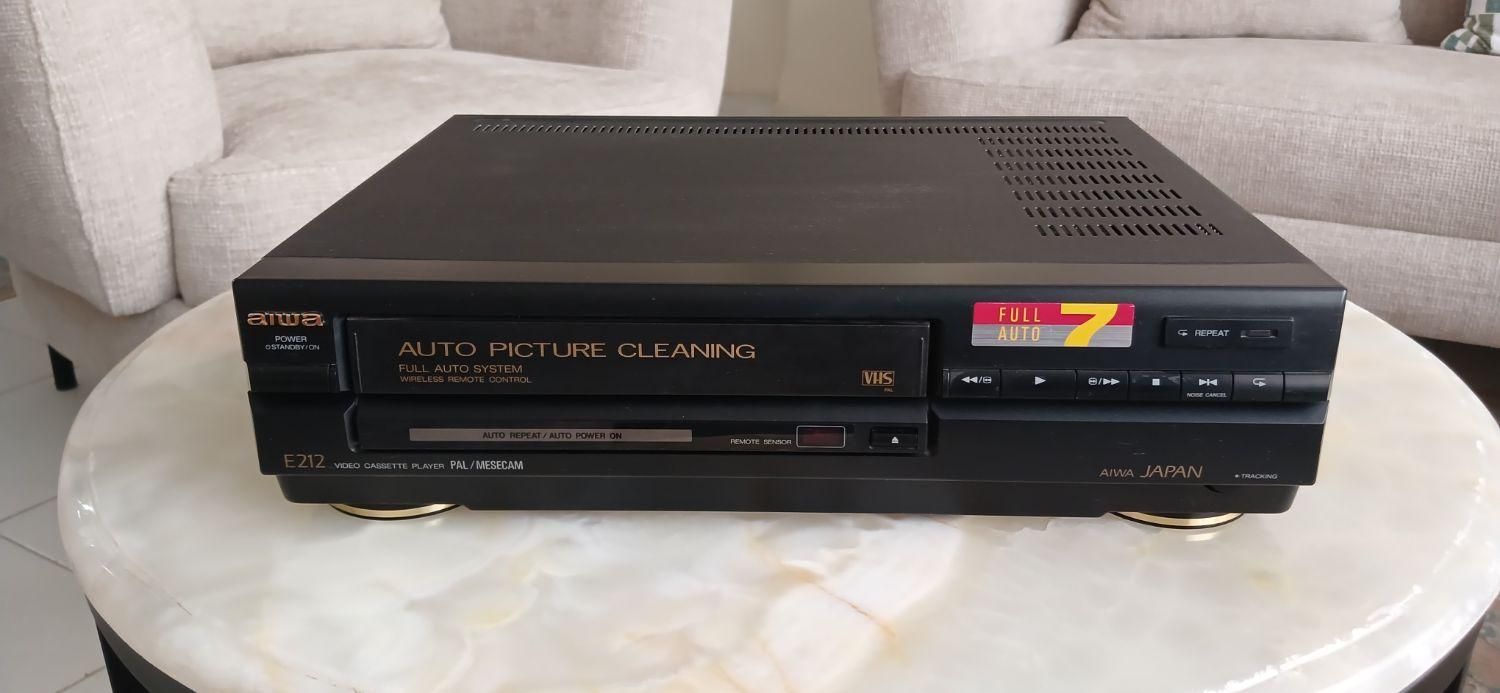 aiwa
POWER
STANDBY/ON
AUTO PICTURE CLEANING
FULL AUTO SYSTEM
WIRELESS REMOTE CONTROL
VHS
PAL
FULL
AUTO
7
REPEAT
NOISE CANCEL
AUTO REPEAT/AUTO POWER ON
REMOTE SENSOR
E212 VIDEO CASSETTE PLAYER PAL/MESECAM
AIWA JAPAN
TRACKING